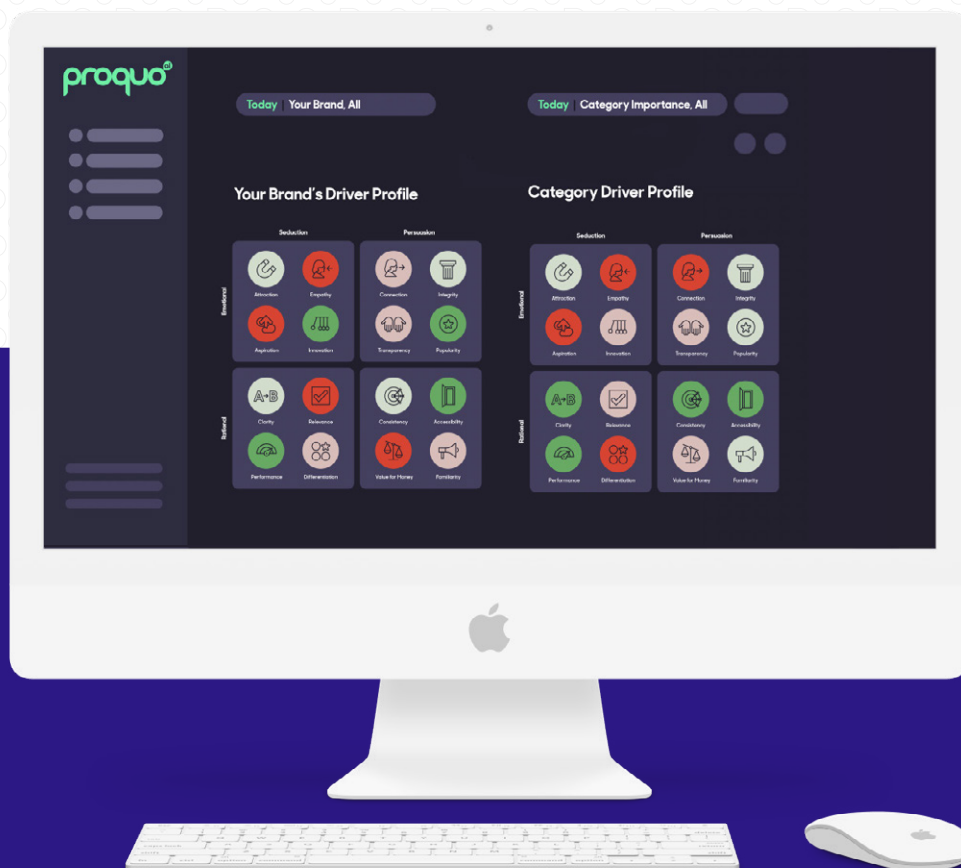 proquo ai
Today | Your Brand, All
Today | Category Importance, All
Your Brand's Driver Profile
Category Driver Profile
Seduction Persuasion
Emotional
Attraction Empathy Connection Integrity
Aspiration Innovation Transparency Popularity
Rational
A→B
Clarity Relevance Consistency Accessibility
Performance Differentiation Value for Money Familiarity
Seduction Persuasion
Emotional
Attraction Empathy Connection Integrity
Aspiration Innovation Transparency Popularity
Rational
A→B
Clarity Relevance Consistency Accessibility
Performance Differentiation Value for Money Familiarity